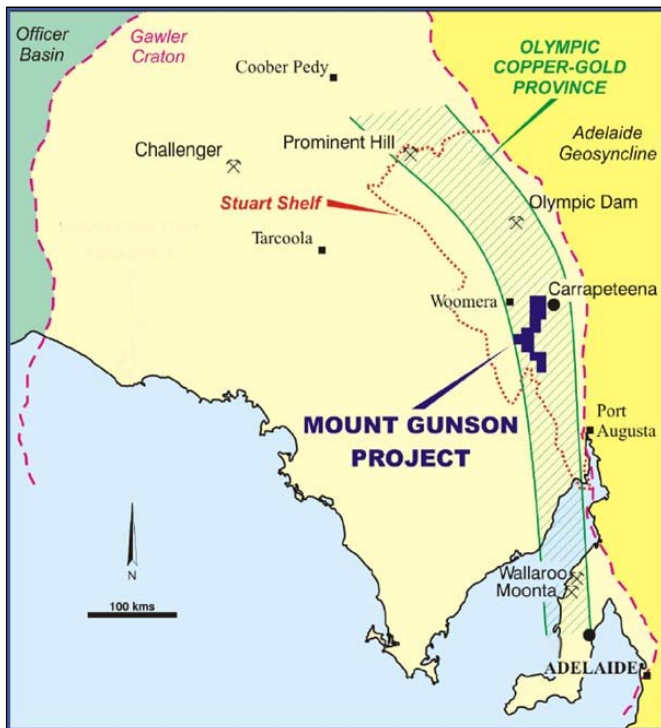 Officer
Basin
Gawler
Craton
Coober Pedy
OLYMPIC
COPPER-GOLD
PROVINCE
Adelaide
Geosyncline
Challenger
Prominent Hill
Stuart Shelf
Olympic Dam
Tarcoola
Woomera
Carrapeteena
MOUNT GUNSON
PROJECT
Port
Augusta
N
100 kms
Wallaroo
Moonta
ADELAIDE